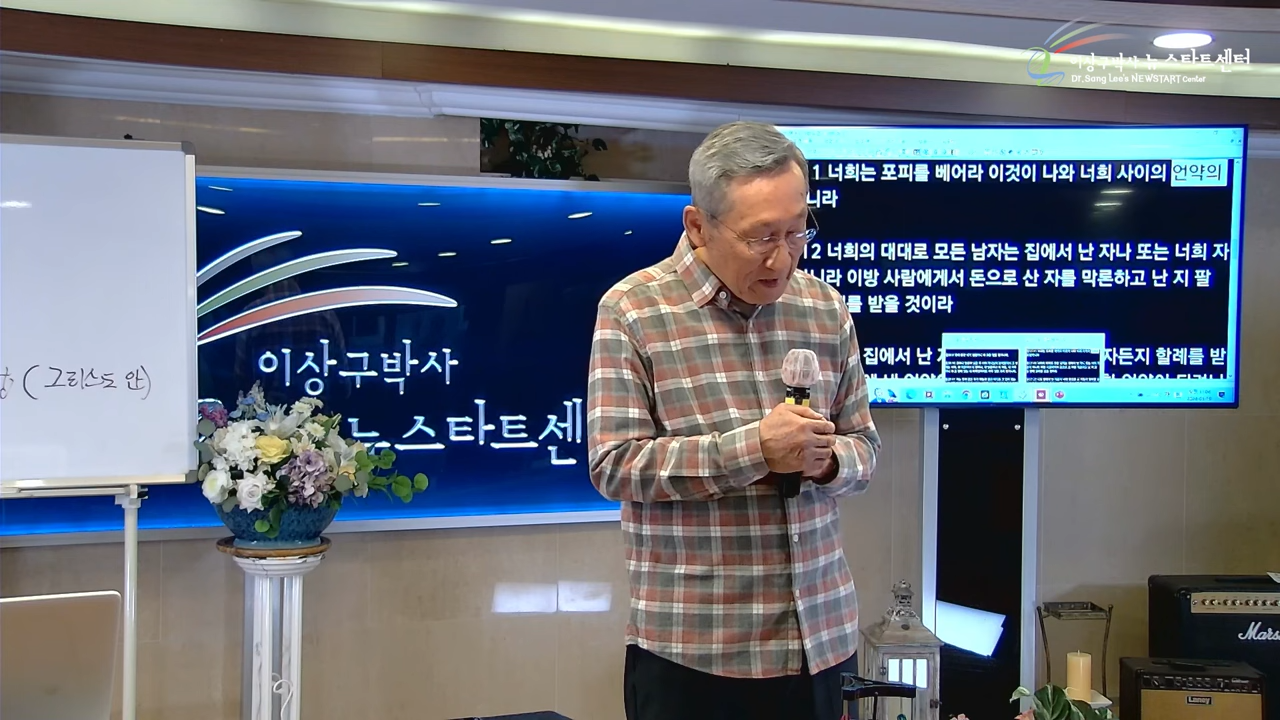 이상구박사 뉴스타트센터
Dr. Sang Lee's NEWSTART Center
1 너희는 포피를 베어라 이것이 나와 너희 사이의 언약의
니라
12 너희의 대대로 모든 남자는 집에서 난 자나 또는 너희 자
니라 이방 사람에게서 돈으로 산 자를 막론하고 난 지 팔
를 받을 것이라
집에서 난
자든지 할례를 받
(그리스도 안)
이상구박사
뉴스타트센
Mars
Laney